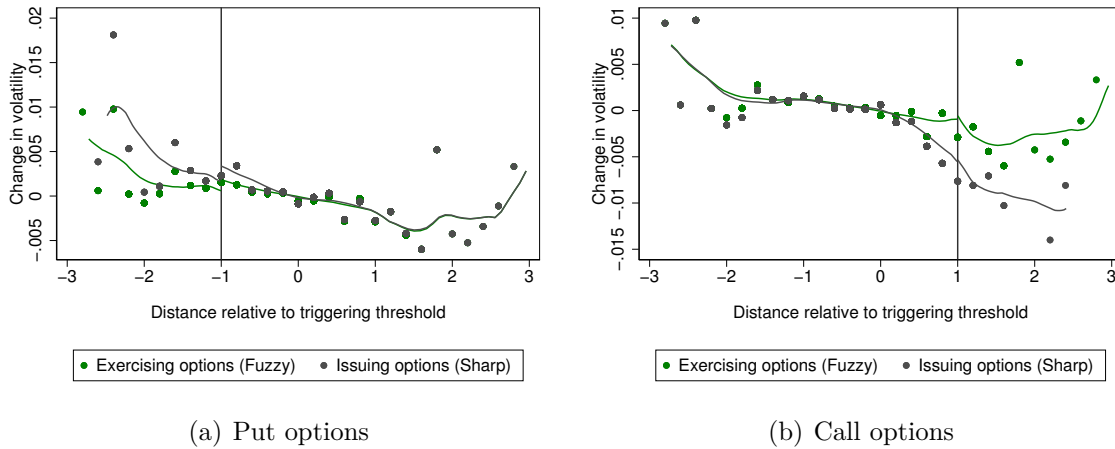 Change in volatility
.02
.015
.01
.005
0
-.005
−3 −2 −1 0 1 2 3
Distance relative to triggering threshold
Exercising options (Fuzzy) Issuing options (Sharp)
(a) Put options
Change in volatility
.01
.005
0
-.005
-.01
-.015
−3 −2 −1 0 1 2 3
Distance relative to triggering threshold
Exercising options (Fuzzy) Issuing options (Sharp)
(b) Call options